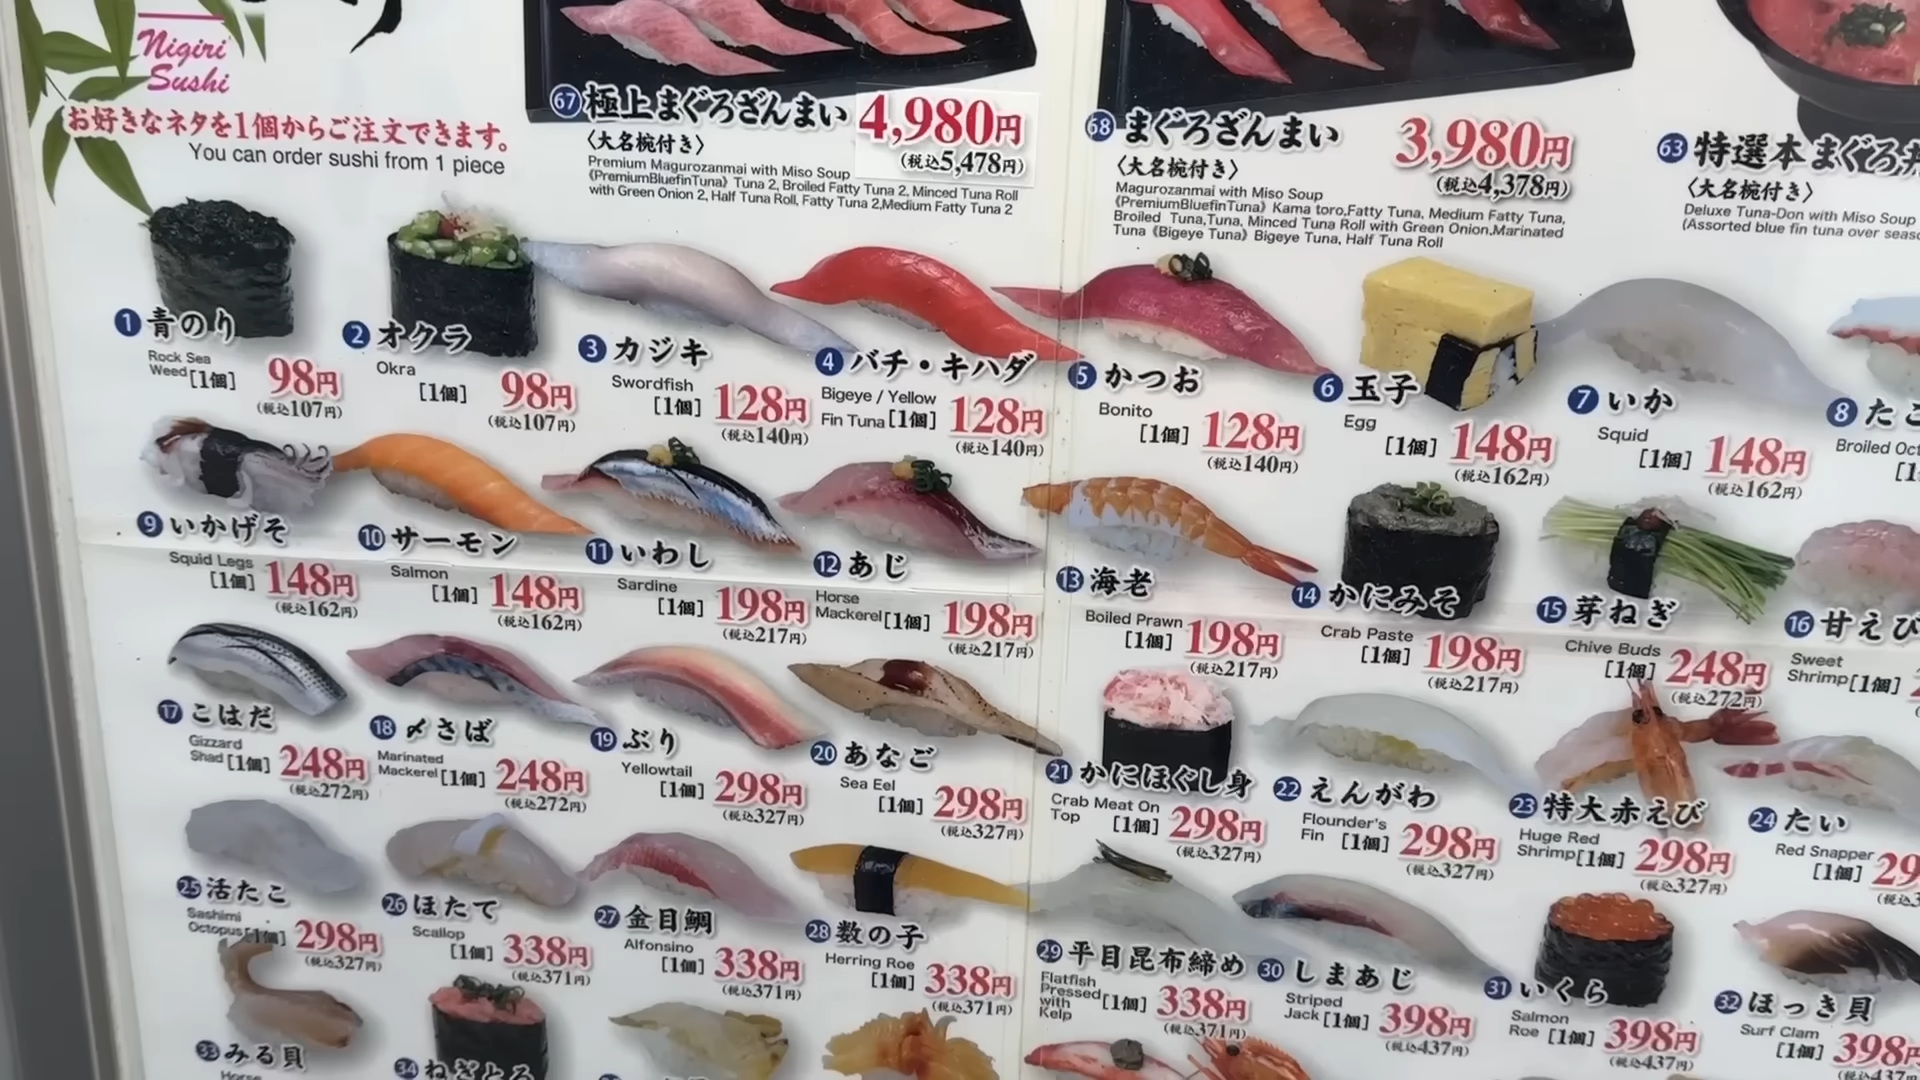 Nigiri
Sushi
お好きなネタを1個からご注文できます。
You can order sushi from 1 piece
67 極上まぐろざんまい 4,980円
〈大名椀付き〉 (税込5,478円)
Premium Magurozanmai with Miso Soup
《PremiumBluefinTuna》 Tuna 2, Broiled Fatty Tuna 2, Minced Tuna Roll
with Green Onion 2, Half Tuna Roll, Fatty Tuna 2,Medium Fatty Tuna 2
68 まぐろざんまい 3,980円
〈大名椀付き〉 (税込4,378円)
Magurozanmai with Miso Soup
《PremiumBluefinTuna》 Kama toro,Fatty Tuna, Medium Fatty Tuna,
Broiled Tuna,Tuna, Minced Tuna Roll with Green Onion.Marinated
Tuna 《Bigeye Tuna》 Bigeye Tuna, Half Tuna Roll
63 特選本まぐろ
〈大名椀付き〉
Deluxe Tuna-Don with Miso Soup
(Assorted blue fin tuna over
1 青のり
Rock Sea
Weed [1個] 98円
(税込107円)
2 オクラ
Okra
[1個] 98円
(税込107円)
3 カジキ
Swordfish
[1個] 128円
(税込140円)
4 バチ・キハダ
Bigeye / Yellow
Fin Tuna [1個] 128円
(税込140円)
5 かつお
Bonito
[1個] 128円
(税込140円)
6 玉子
Egg
[1個] 148円
(税込162円)
7 いか
Squid
[1個] 148円
(税込162円)
8 たこ
Broiled
9 いかげそ
Squid Legs
[1個] 148円
(税込162円)
10 サーモン
Salmon
[1個] 148円
(税込162円)
11 いわし
Sardine
[1個] 198円
(税込217円)
12 あじ
Horse
Mackerel [1個] 198円
(税込217円)
13 海老
Boiled Prawn
[1個] 198円
(税込217円)
14 かにみそ
Crab Paste
[1個] 198円
(税込217円)
15 芽ねぎ
Chive Buds
[1個] 248円
(税込272円)
16 甘えび
Sweet
Shrimp [1個]
17 こはだ
Gizzard
Shad [1個] 248円
(税込272円)
18 〆さば
Marinated
Mackerel [1個] 248円
(税込272円)
19 ぶり
Yellowtail
[1個] 298円
(税込327円)
20 あなご
Sea Eel
[1個] 298円
(税込327円)
21 かにほぐし身
Crab Meat On
Top [1個] 298円
(税込327円)
22 えんがわ
Flounder's
Fin [1個] 298円
(税込327円)
23 特大赤えび
Huge Red
Shrimp [1個] 298円
(税込327円)
24 たい
Red Snapper
[1個] 29
25 活たこ
Sashimi
Octopus [1個] 298円
(税込327円)
26 ほたて
Scallop
[1個] 338円
(税込371円)
27 金目鯛
Alfonsino
[1個] 338円
(税込371円)
28 数の子
Herring Roe
[1個] 338円
(税込371円)
29 平目昆布締め
Flatfish
Pressed
with
Kelp [1個] 338円
(税込371円)
30 しまあじ
Striped
Jack [1個] 398円
(税込437円)
31 いくら
Salmon
Roe [1個] 398円
(税込437円)
32 ほっき貝
Surf Clam
[1個] 398円
(税込437
33 みる貝
Horse
34 ねぎとろ